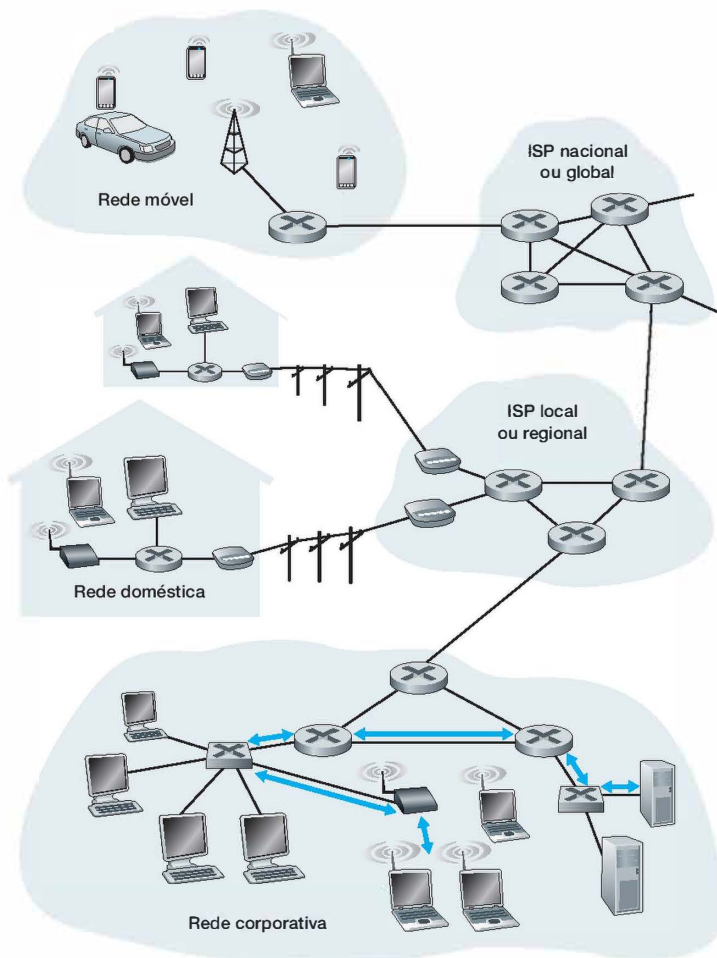 Rede móvel
ISP nacional
ou global
ISP local
ou regional
Rede doméstica
Rede corporativa